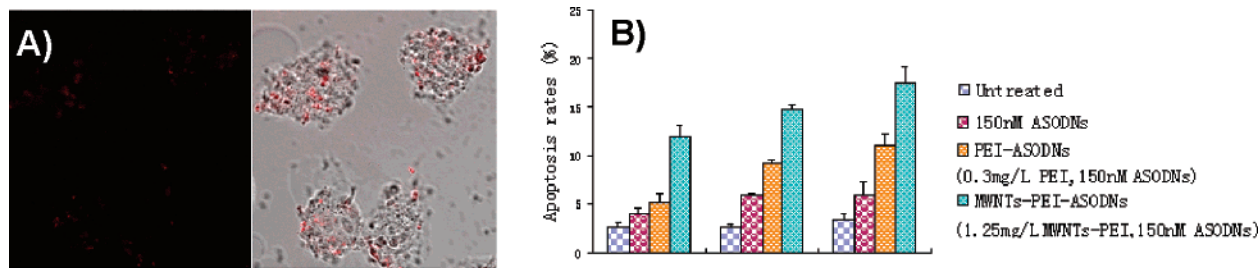 A)
B)
Apoptosis rates (%)
25
20
15
10
5
0
Untreated
150nM ASODNs
PEI-ASODNs
(0.3mg/L PEI,150nM ASODNs)
MWNTs-PEI-ASODNs
(1.25mg/L MWNTs-PEI,150nM ASODNs)